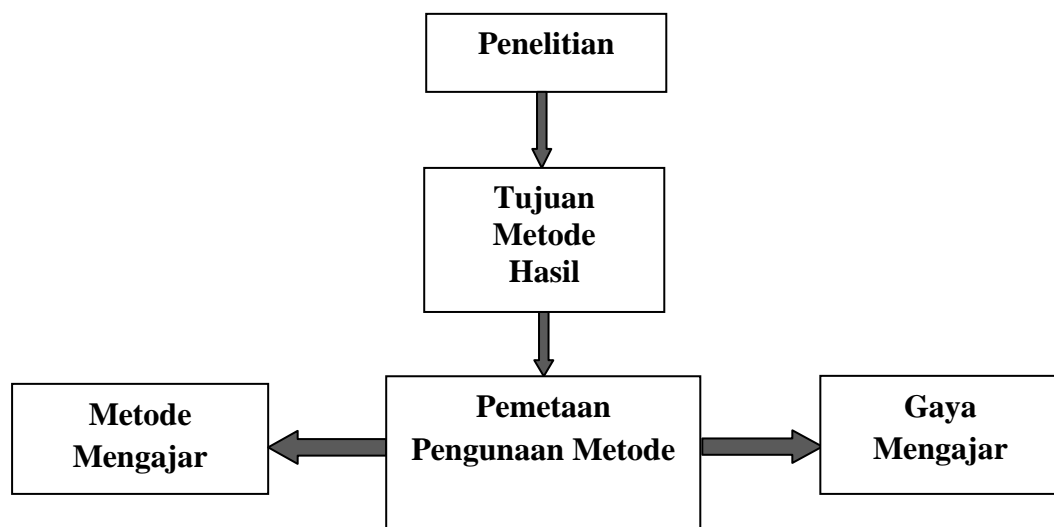 Penelitian
Tujuan
Metode
Hasil
Metode
Mengajar
Pemetaan
Pengunaan Metode
Gaya
Mengajar